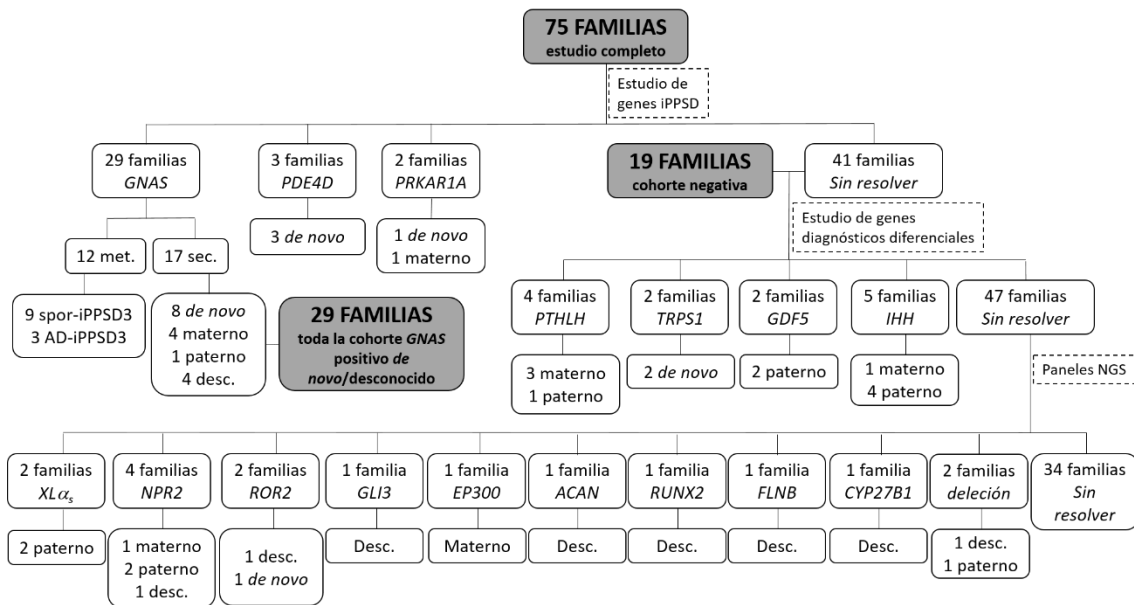 75 FAMILIAS
estudio completo
Estudio de
genes iPPSD
29 familias
GNAS
3 familias
PDE4D
2 familias
PRKAR1A
19 FAMILIAS
cohorte negativa
41 familias
Sin resolver
12 met.
17 sec.
3 de novo
1 de novo
1 materno
Estudio de genes
diagnósticos diferenciales
9 spor-iPPSD3
3 AD-iPPSD3
8 de novo
4 materno
1 paterno
4 desc.
29 FAMILIAS
toda la cohorte GNAS
positivo de
novo/desconocido
4 familias
PTHLH
2 familias
TRPS1
2 familias
GDF5
5 familias
IHH
47 familias
Sin resolver
3 materno
1 paterno
2 de novo
2 paterno
1 materno
4 paterno
Paneles NGS
2 familias
XLαs
4 familias
NPR2
2 familias
ROR2
1 familia
GLI3
1 familia
EP300
1 familia
ACAN
1 familia
RUNX2
1 familia
FLNB
1 familia
CYP27B1
2 familias
deleción
34 familias
Sin
resolver
2 paterno
1 materno
2 paterno
1 desc.
1 desc.
1 de novo
Desc.
Materno
Desc.
Desc.
Desc.
Desc.
1 desc.
1 paterno